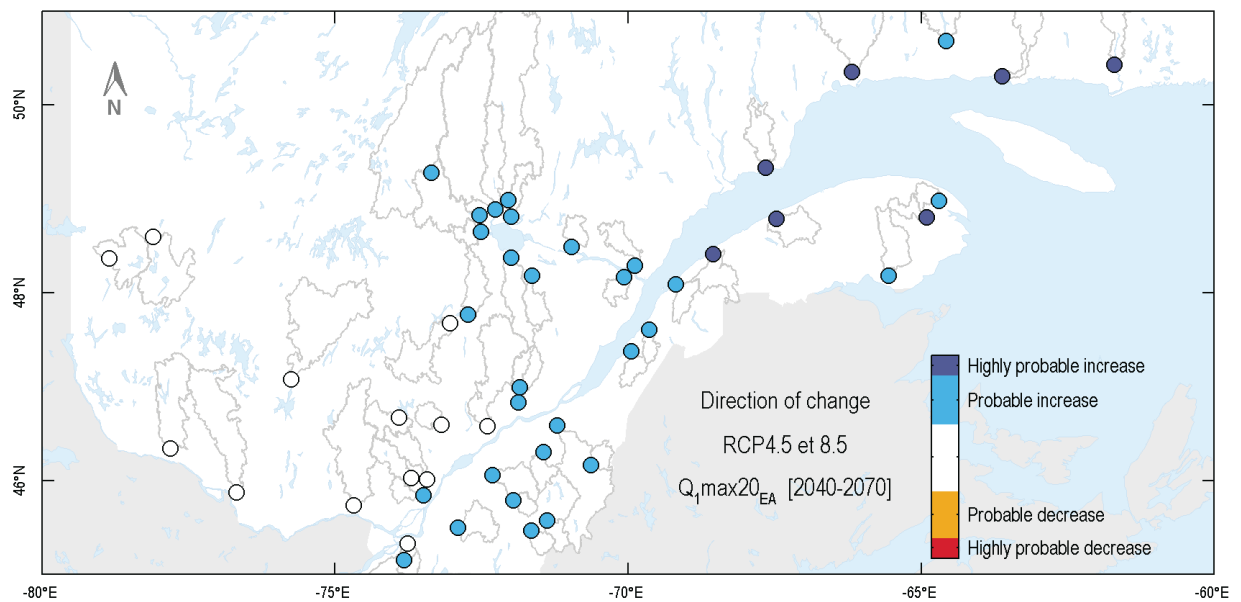 N
50°N
48°N
46°N
Direction of change
RCP4.5 et 8.5
Q1max20EA [2040-2070]
Highly probable increase
Probable increase
Probable decrease
Highly probable decrease
-80°E
-75°E
-70°E
-65°E
-60°E